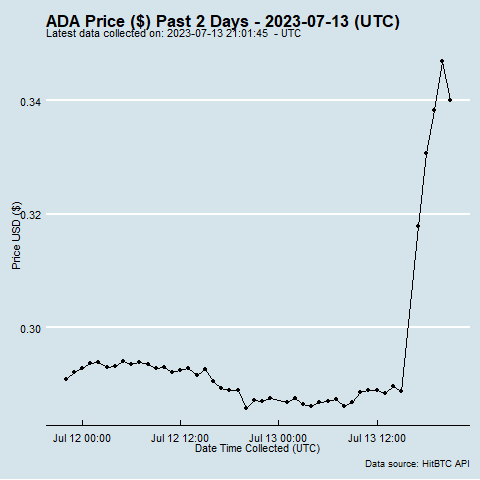 ADA Price ($) Past 2 Days - 2023-07-13 (UTC)
Latest data collected on: 2023-07-13 21:01:45 - UTC
0.34
0.32
0.30
Price USD ($)
Jul 12 00:00 Jul 12 12:00 Jul 13 00:00 Jul 13 12:00
Date Time Collected (UTC)
Data source: HitBTC API